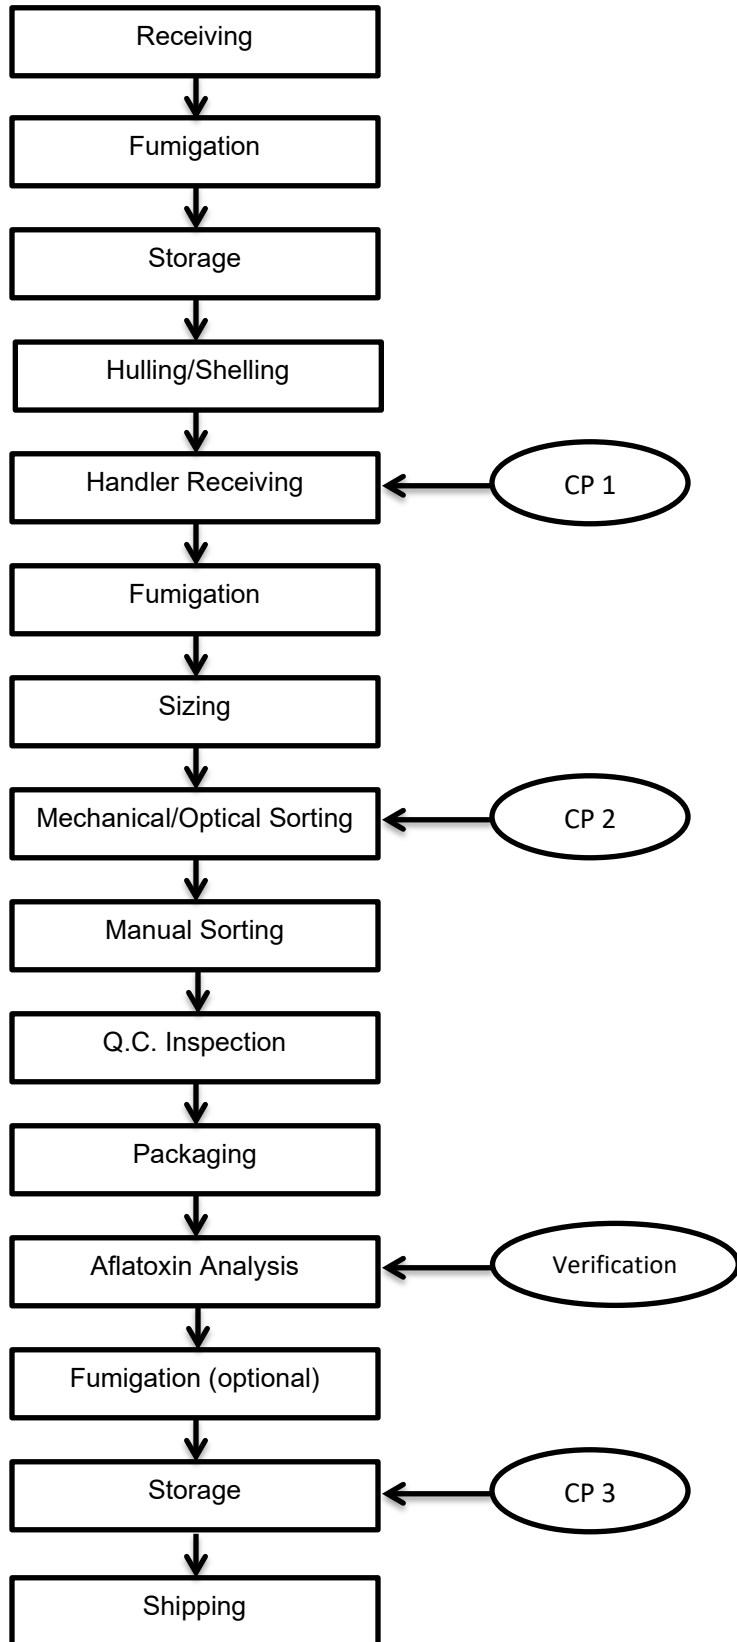 Receiving
Fumigation
Storage
Hulling/Shelling
Handler Receiving
CP 1
Fumigation
Sizing
Mechanical/Optical Sorting
CP 2
Manual Sorting
Q.C. Inspection
Packaging
Aflatoxin Analysis
Verification
Fumigation (optional)
Storage
CP 3
Shipping